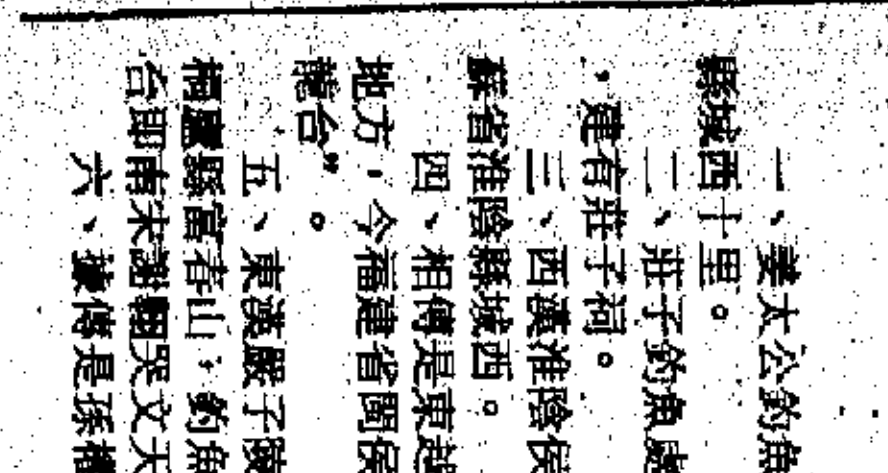 一、姜太公釣魚
縣城西十里。
二、莊子釣魚處
，建有莊子祠。
三、西漢淮陰侯
蘇省淮陰縣城西。
四、相傳是東越
地方，今福建省閩侯
龍台”。
五、東漢嚴子陵
桐廬縣富春山，釣魚
台即南宋謝翱哭文天
六、據傳是孫權